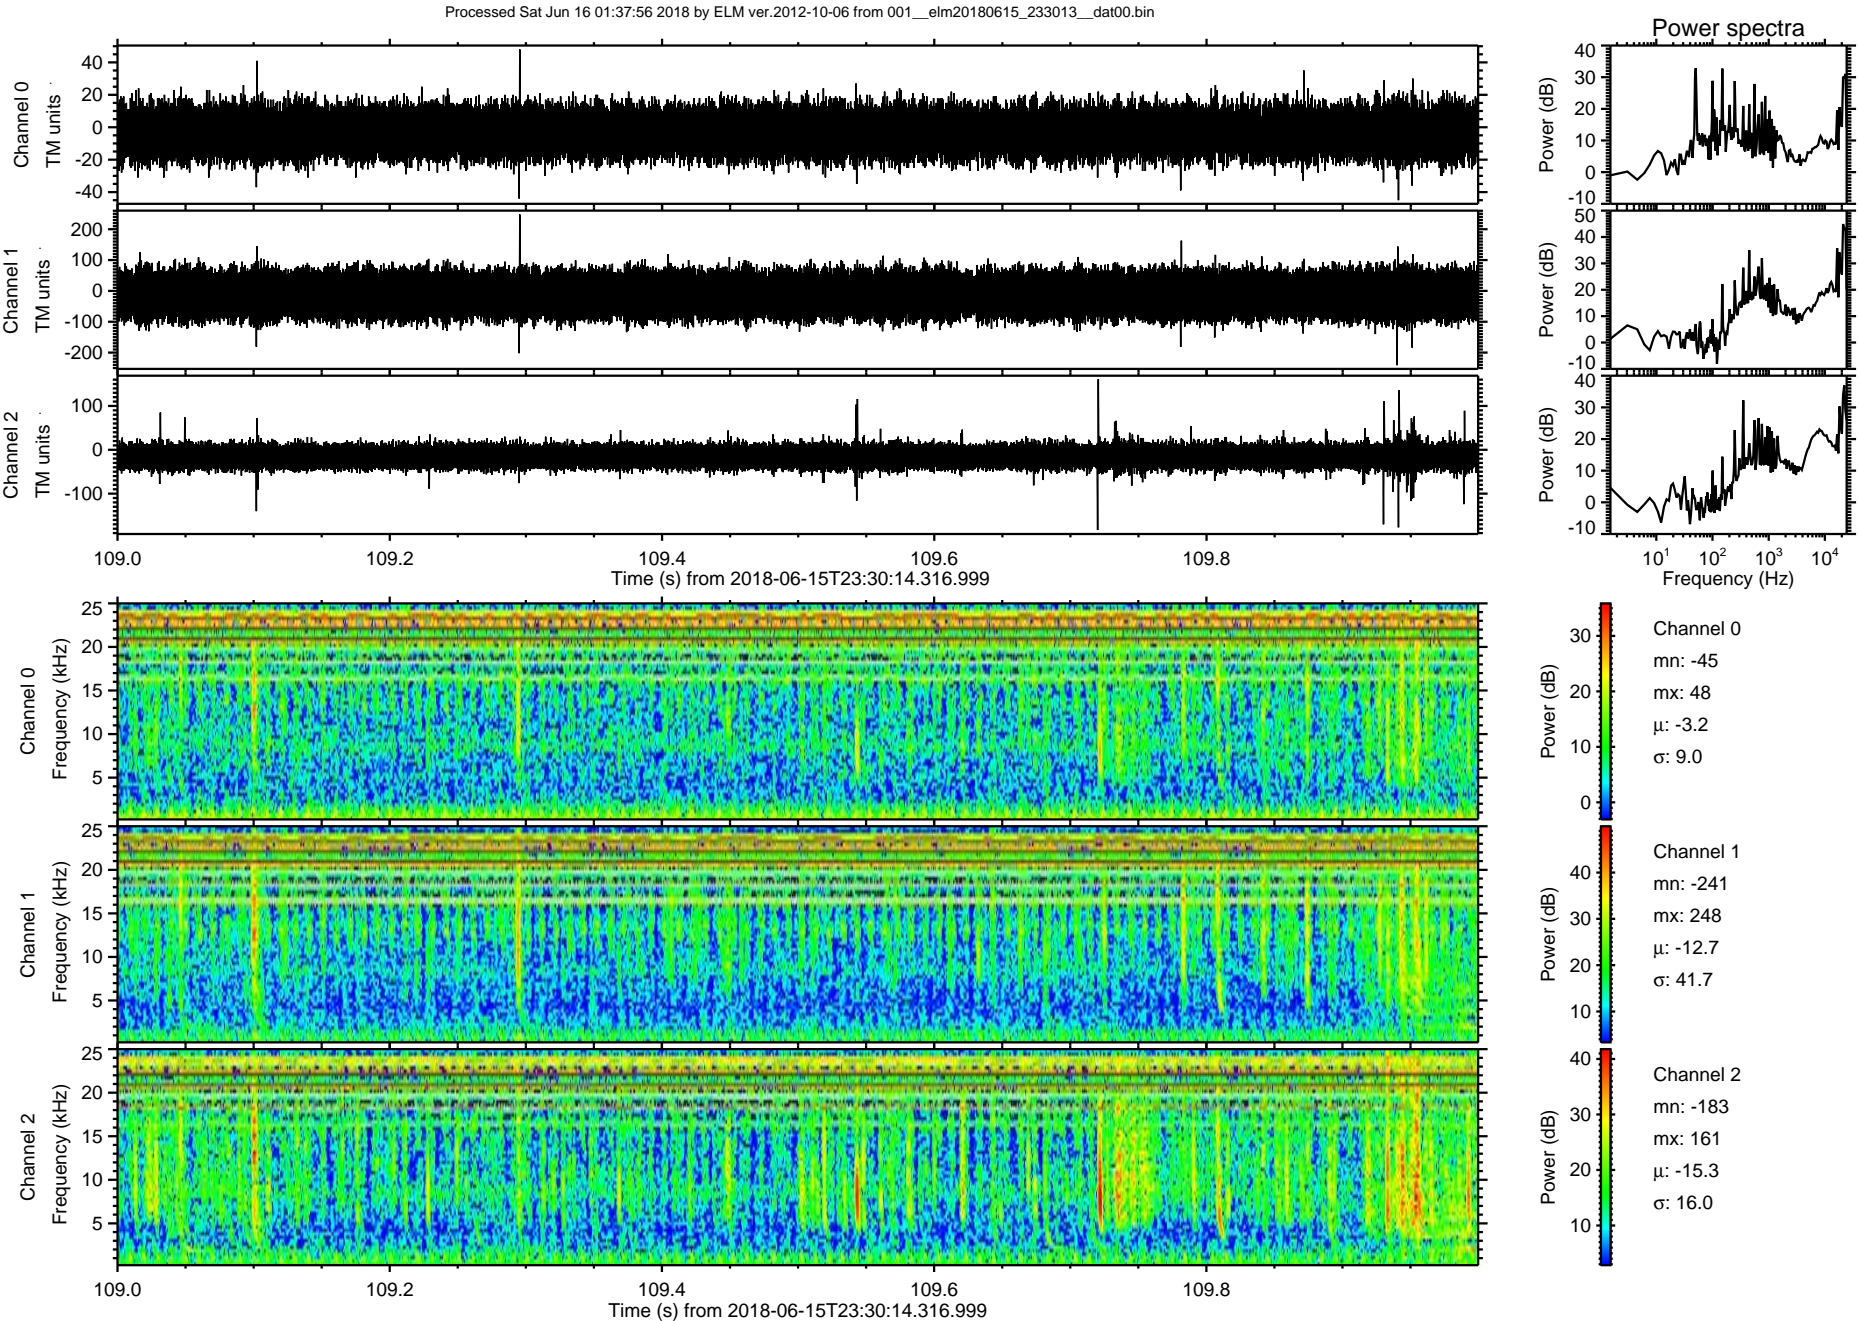 Processed Sat Jun 16 01:37:56 2018 by ELM ver.2012-10-06 from 001__elm20180615_233013__dat00.bin
Power spectra
Channel 0
TM units
40
20
0
-20
-40
Power (dB)
40
30
20
10
0
-10
Channel 1
TM units
200
100
0
-100
-200
Power (dB)
50
40
30
20
10
0
-10
Channel 2
TM units
100
0
-100
Power (dB)
40
30
20
10
0
-10
109.0 109.2 109.4 109.6 109.8
Time (s) from 2018-06-15T23:30:14.316.999
10¹ 10² 10³ 10⁴
Frequency (Hz)
Channel 0
Frequency (kHz)
25
20
15
10
5
Power (dB)
30
20
10
0
Channel 0
mn: -45
mx: 48
μ: -3.2
σ: 9.0
Channel 1
Frequency (kHz)
25
20
15
10
5
Power (dB)
40
30
20
10
Channel 1
mn: -241
mx: 248
μ: -12.7
σ: 41.7
Channel 2
Frequency (kHz)
25
20
15
10
5
Power (dB)
40
30
20
10
Channel 2
mn: -183
mx: 161
μ: -15.3
σ: 16.0
109.0 109.2 109.4 109.6 109.8
Time (s) from 2018-06-15T23:30:14.316.999